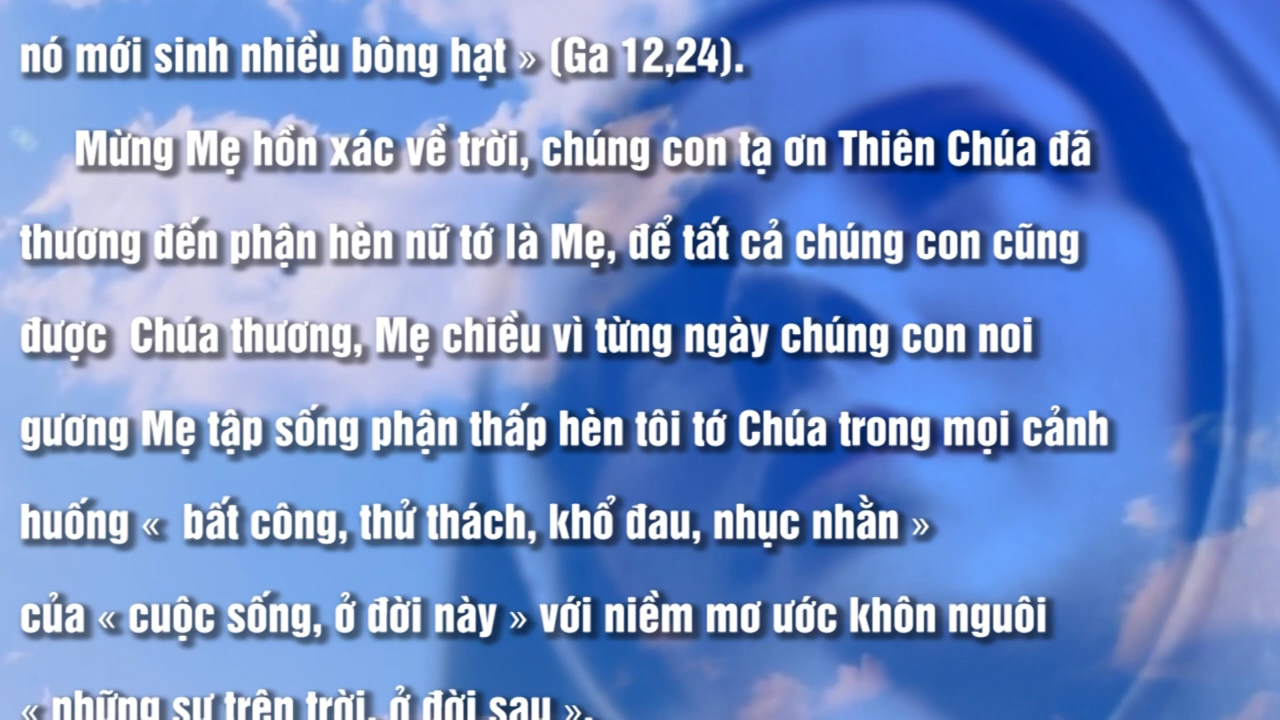 nó mới sinh nhiều bông hạt » (Ga 12,24).
Mừng Mẹ hồn xác về trời, chúng con tạ ơn Thiên Chúa đã
thương đến phận hèn nữ tớ là Mẹ, để tất cả chúng con cũng
được  Chúa thương, Mẹ chiều vì từng ngày chúng con noi
gương Mẹ tập sống phận thấp hèn tôi tớ Chúa trong mọi cảnh
huống «  bất công, thử thách, khổ đau, nhục nhằn »
của « cuộc sống, ở đời này » với niềm mơ ước khôn nguôi
« những sự trên trời, ở đời sau ».